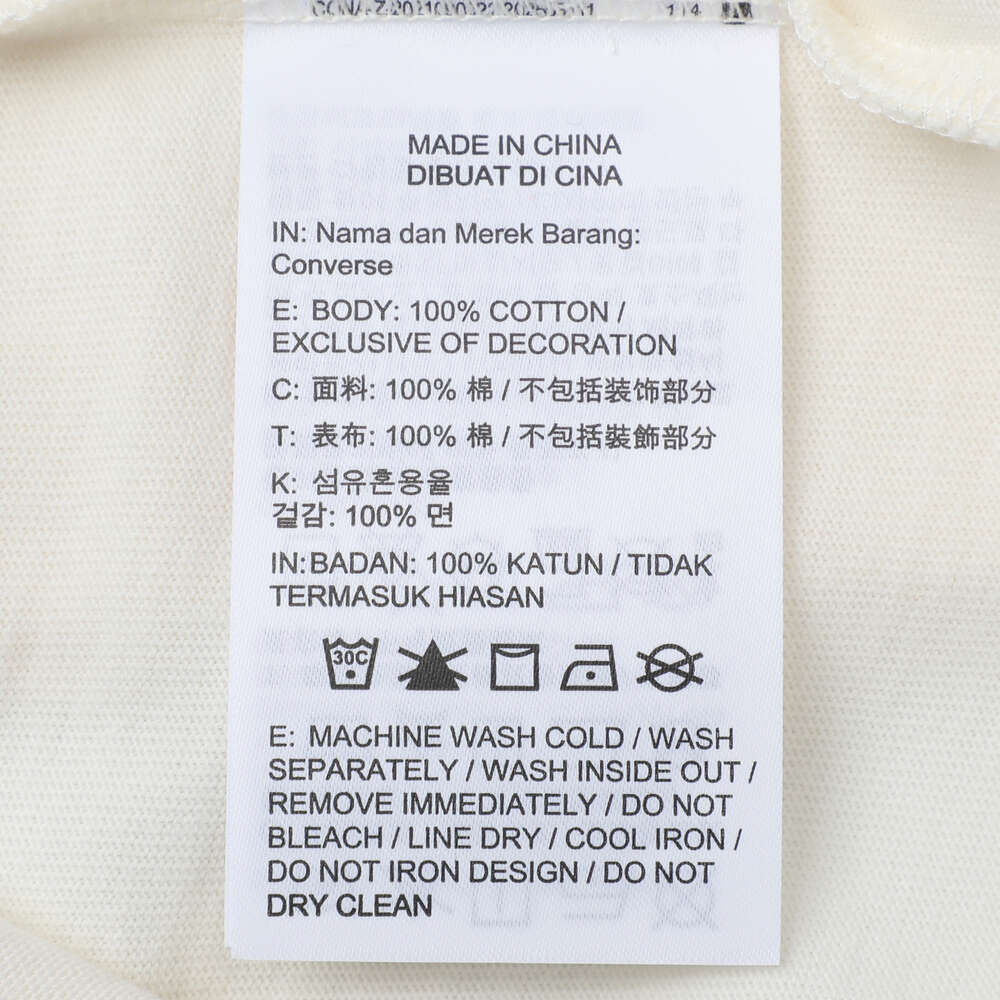 MADE IN CHINA
DIBUAT DI CINA
IN: Nama dan Merek Barang:
Converse
E: BODY: 100% COTTON /
EXCLUSIVE OF DECORATION
C: 面料: 100% 棉 / 不包括装饰部分
T: 表布: 100% 棉 / 不包括裝飾部分
K: 섬유혼용율
겉감: 100% 면
IN:BADAN: 100% KATUN / TIDAK
TERMASUK HIASAN
30C
E: MACHINE WASH COLD / WASH
SEPARATELY / WASH INSIDE OUT /
REMOVE IMMEDIATELY / DO NOT
BLEACH / LINE DRY / COOL IRON /
DO NOT IRON DESIGN / DO NOT
DRY CLEAN